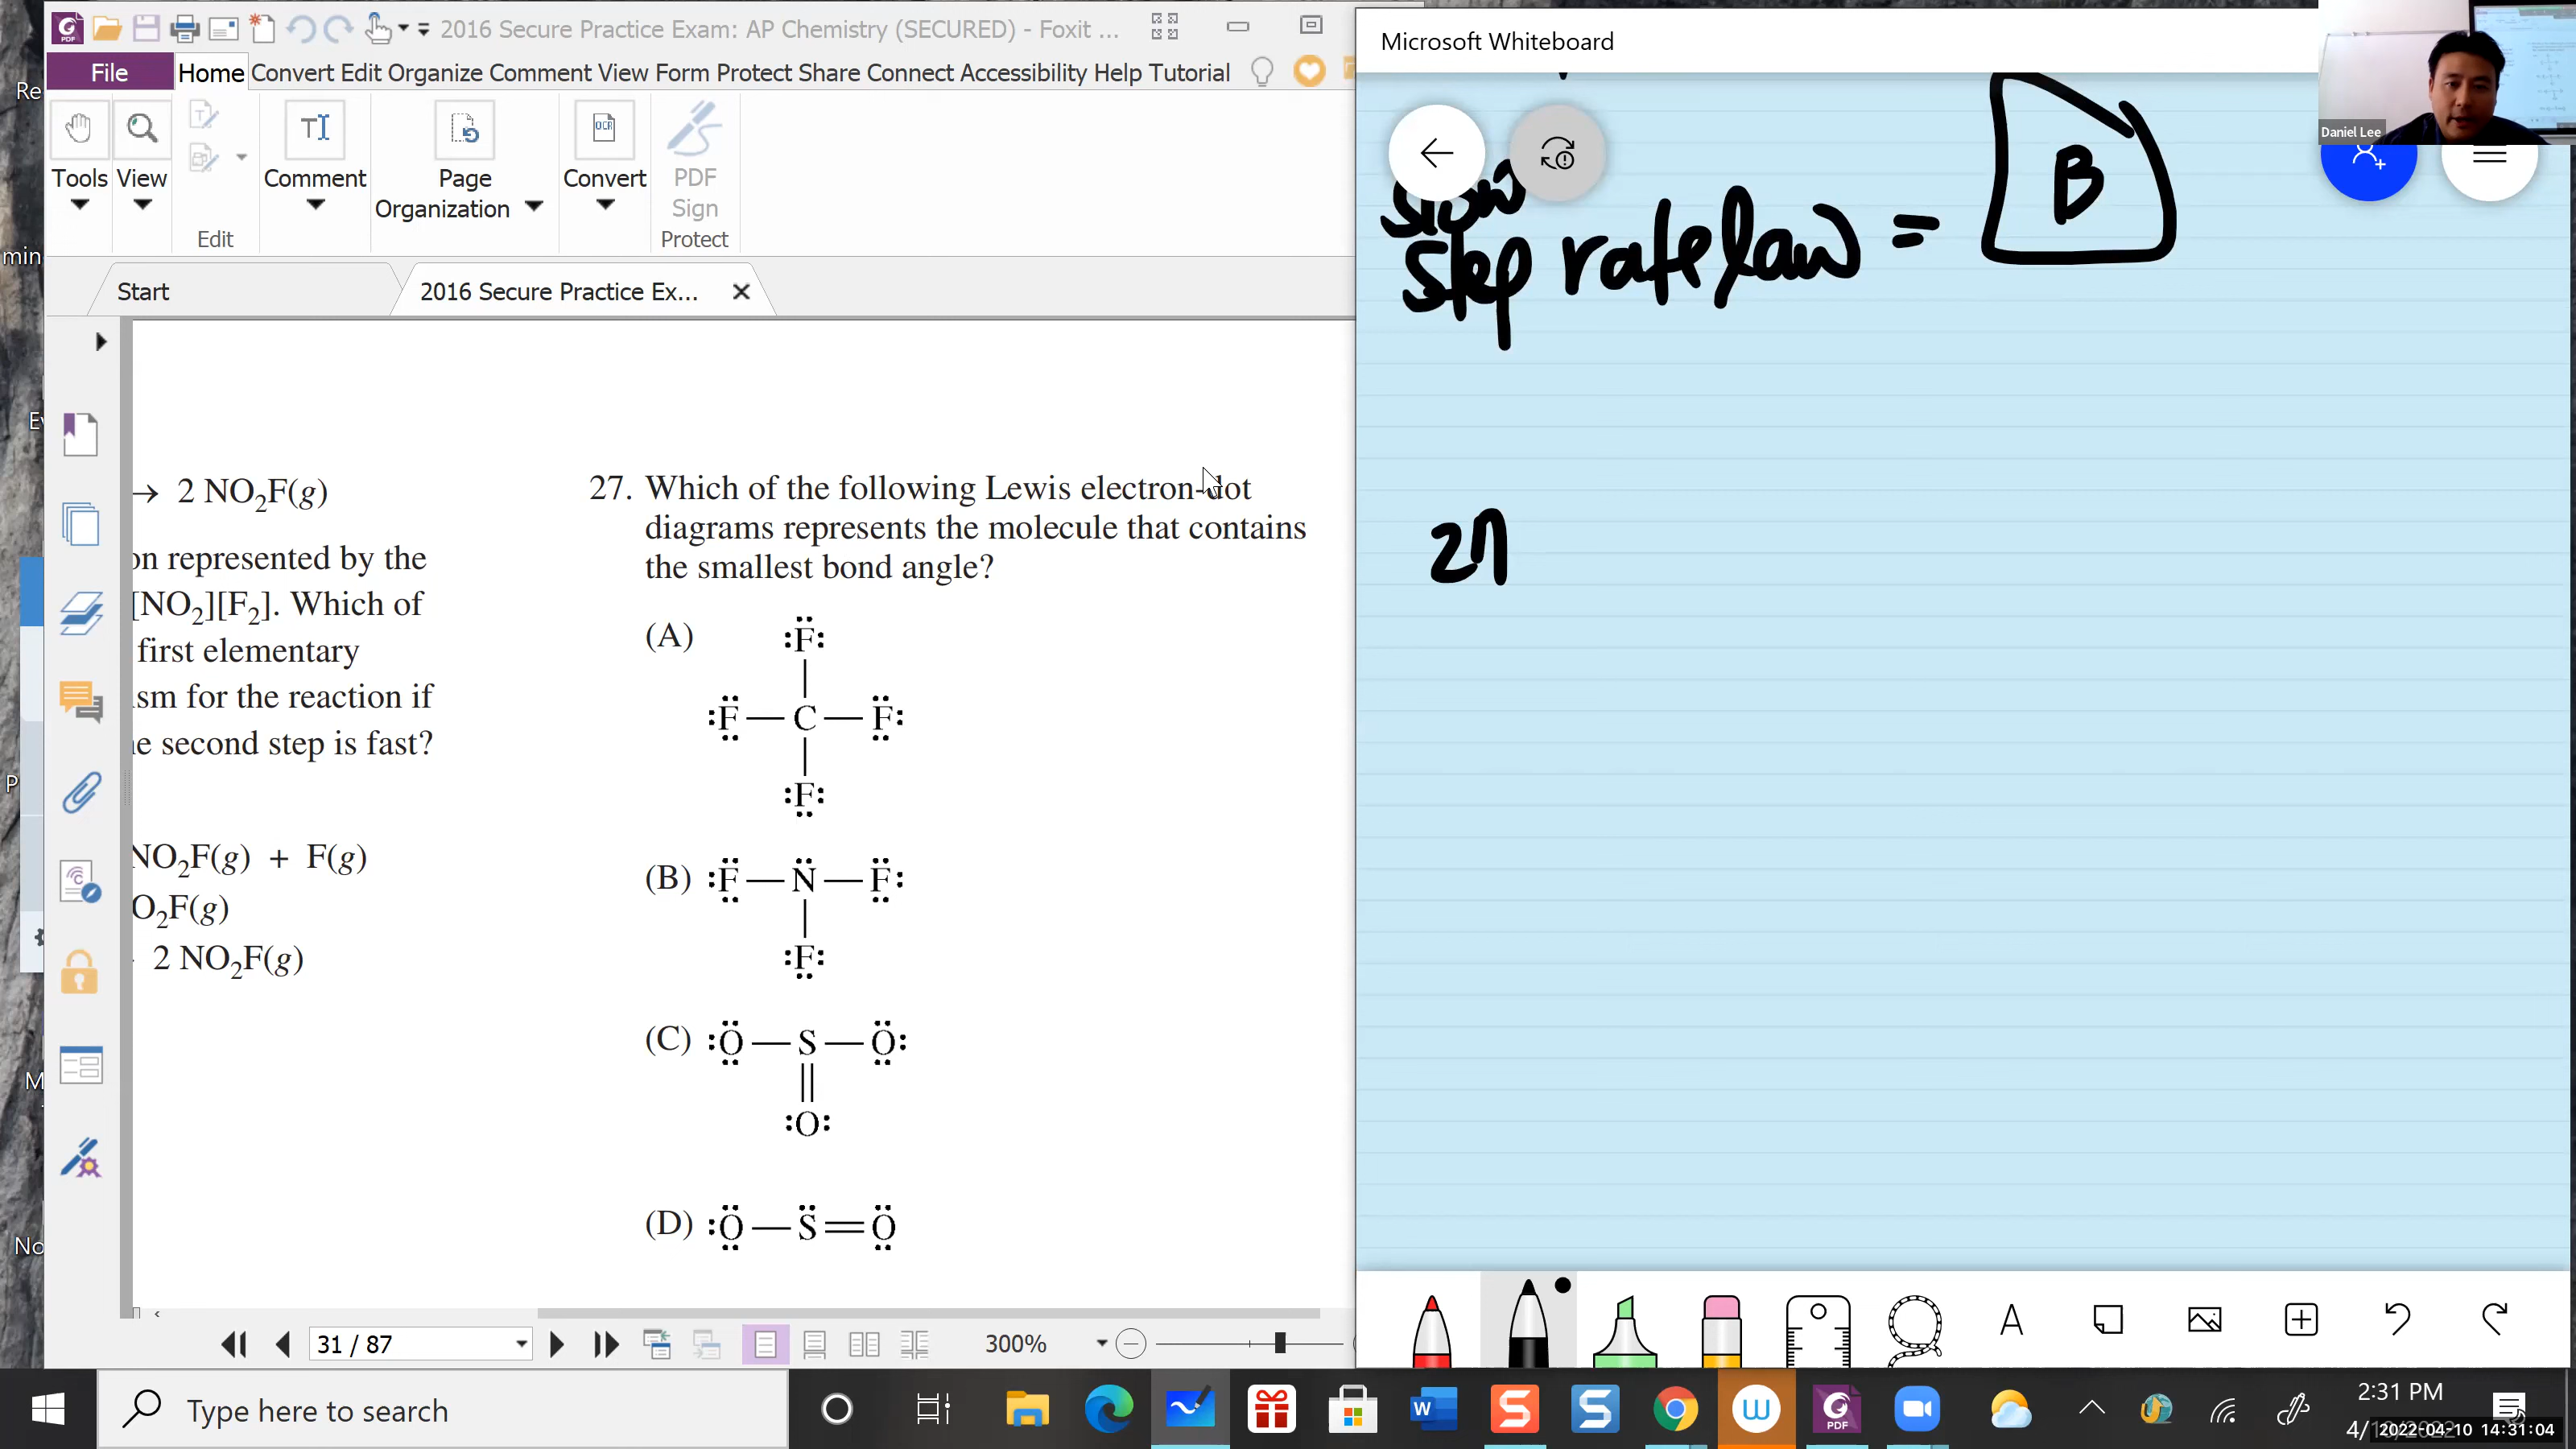 2016 Secure Practice Exam: AP Chemistry (SECURED) - Foxit ...
File Home Convert Edit Organize Comment View Form Protect Share Connect Accessibility Help Tutorial
Tools View Edit Comment Page Organization Convert PDF Sign Protect
Start
2016 Secure Practice Ex...
→ 2 NO₂F(g)
on represented by the
[NO₂][F₂]. Which of
first elementary
ism for the reaction if
e second step is fast?
NO₂F(g) + F(g)
O₂F(g)
2 NO₂F(g)
27. Which of the following Lewis electron-dot
diagrams represents the molecule that contains
the smallest bond angle?
(A)
F
F — C — F
F
(B) F — N — F
F
(C) O — S — O
O
(D) O — S = O
31 / 87
300%
Microsoft Whiteboard
Daniel Lee
slow
step rate law = B
27
Type here to search
2:31 PM
2022-04-10 14:31:04